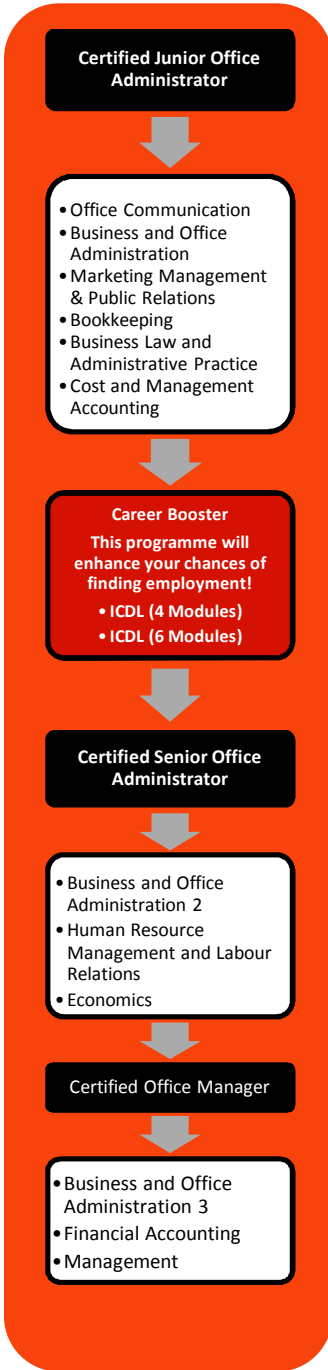 Certified Junior Office
Administrator
•Office Communication
•Business and Office
Administration
•Marketing Management
& Public Relations
•Bookkeeping
•Business Law and
Administrative Practice
•Cost and Management
Accounting
Career Booster
This programme will
enhance your chances of
finding employment!
• ICDL (4 Modules)
• ICDL (6 Modules)
Certified Senior Office
Administrator
•Business and Office
Administration 2
•Human Resource
Management and Labour
Relations
•Economics
Certified Office Manager
•Business and Office
Administration 3
•Financial Accounting
•Management